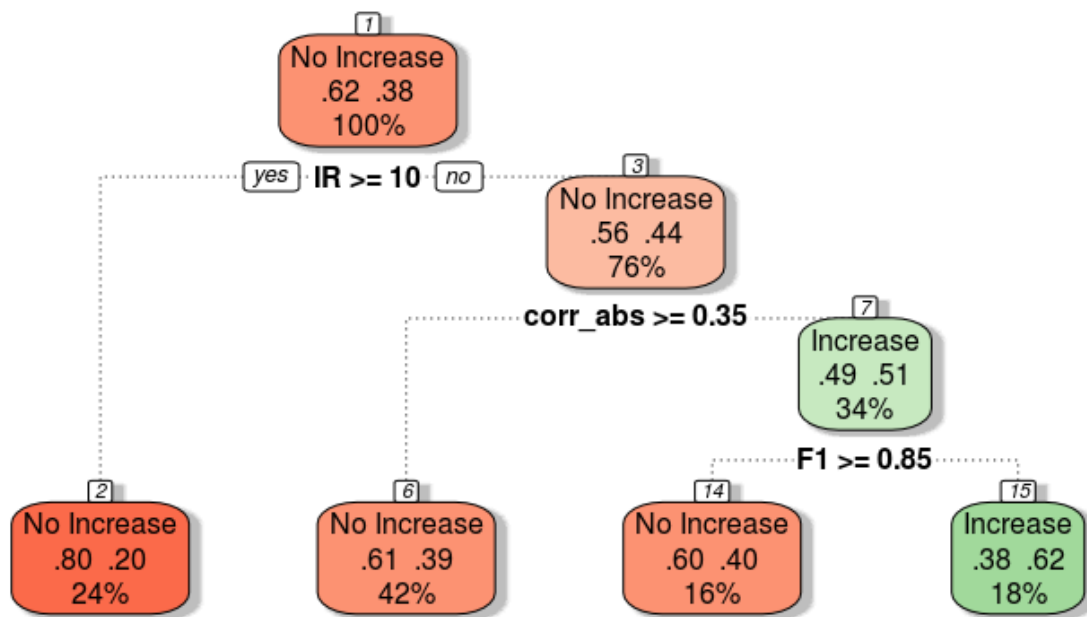 1
No Increase
.62 .38
100%
yes IR >= 10 no
3
No Increase
.56 .44
76%
corr_abs >= 0.35
7
Increase
.49 .51
34%
F1 >= 0.85
2
No Increase
.80 .20
24%
6
No Increase
.61 .39
42%
14
No Increase
.60 .40
16%
15
Increase
.38 .62
18%